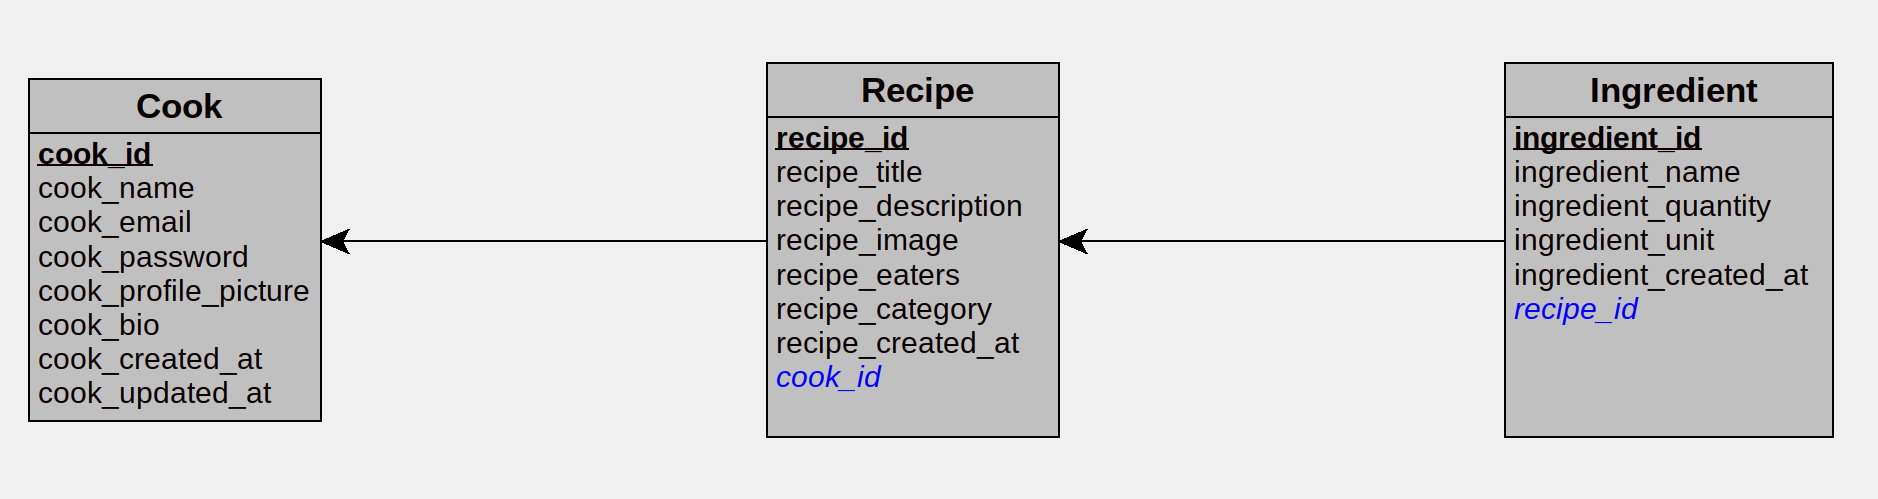 Cook
cook_id
cook_name
cook_email
cook_password
cook_profile_picture
cook_bio
cook_created_at
cook_updated_at
Recipe
recipe_id
recipe_title
recipe_description
recipe_image
recipe_eaters
recipe_category
recipe_created_at
cook_id
Ingredient
ingredient_id
ingredient_name
ingredient_quantity
ingredient_unit
ingredient_created_at
recipe_id